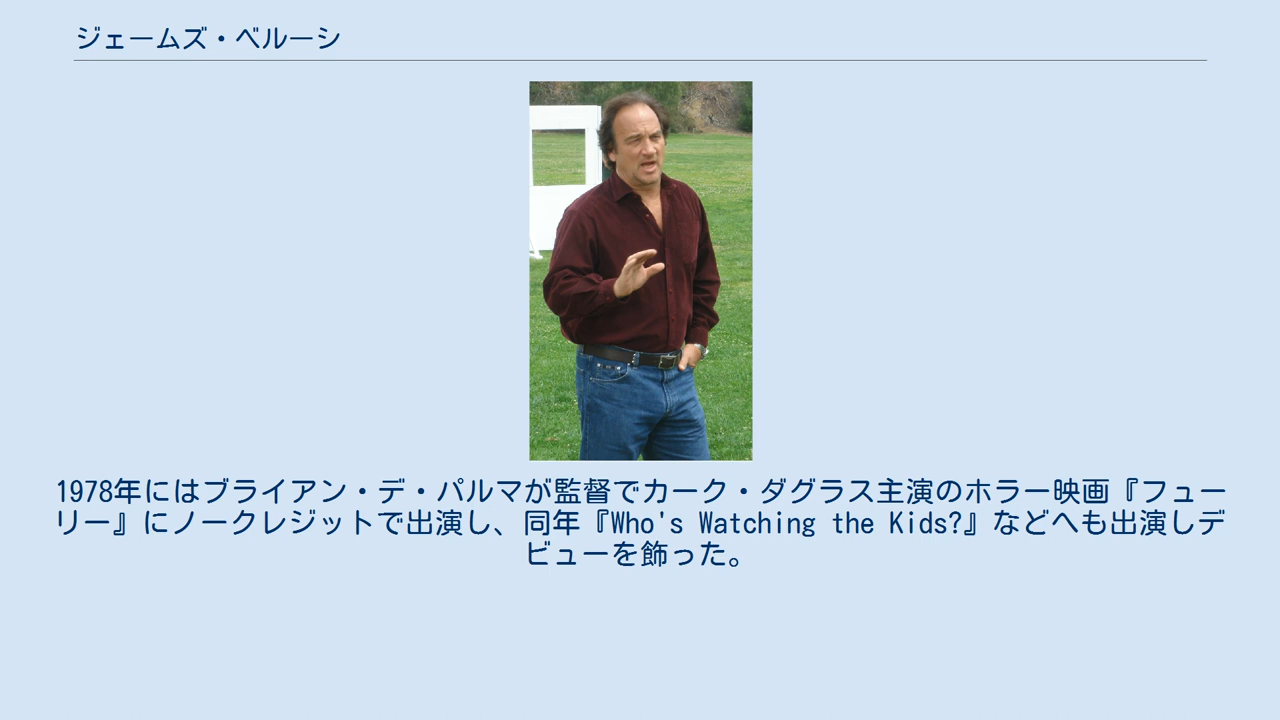 ジェームズ・ベルーシ
1978年にはブライアン・デ・パルマが監督でカーク・ダグラス主演のホラー映画『フュー
リー』にノークレジットで出演し、同年『Who's Watching the Kids?』などへも出演しデ
ビューを飾った。